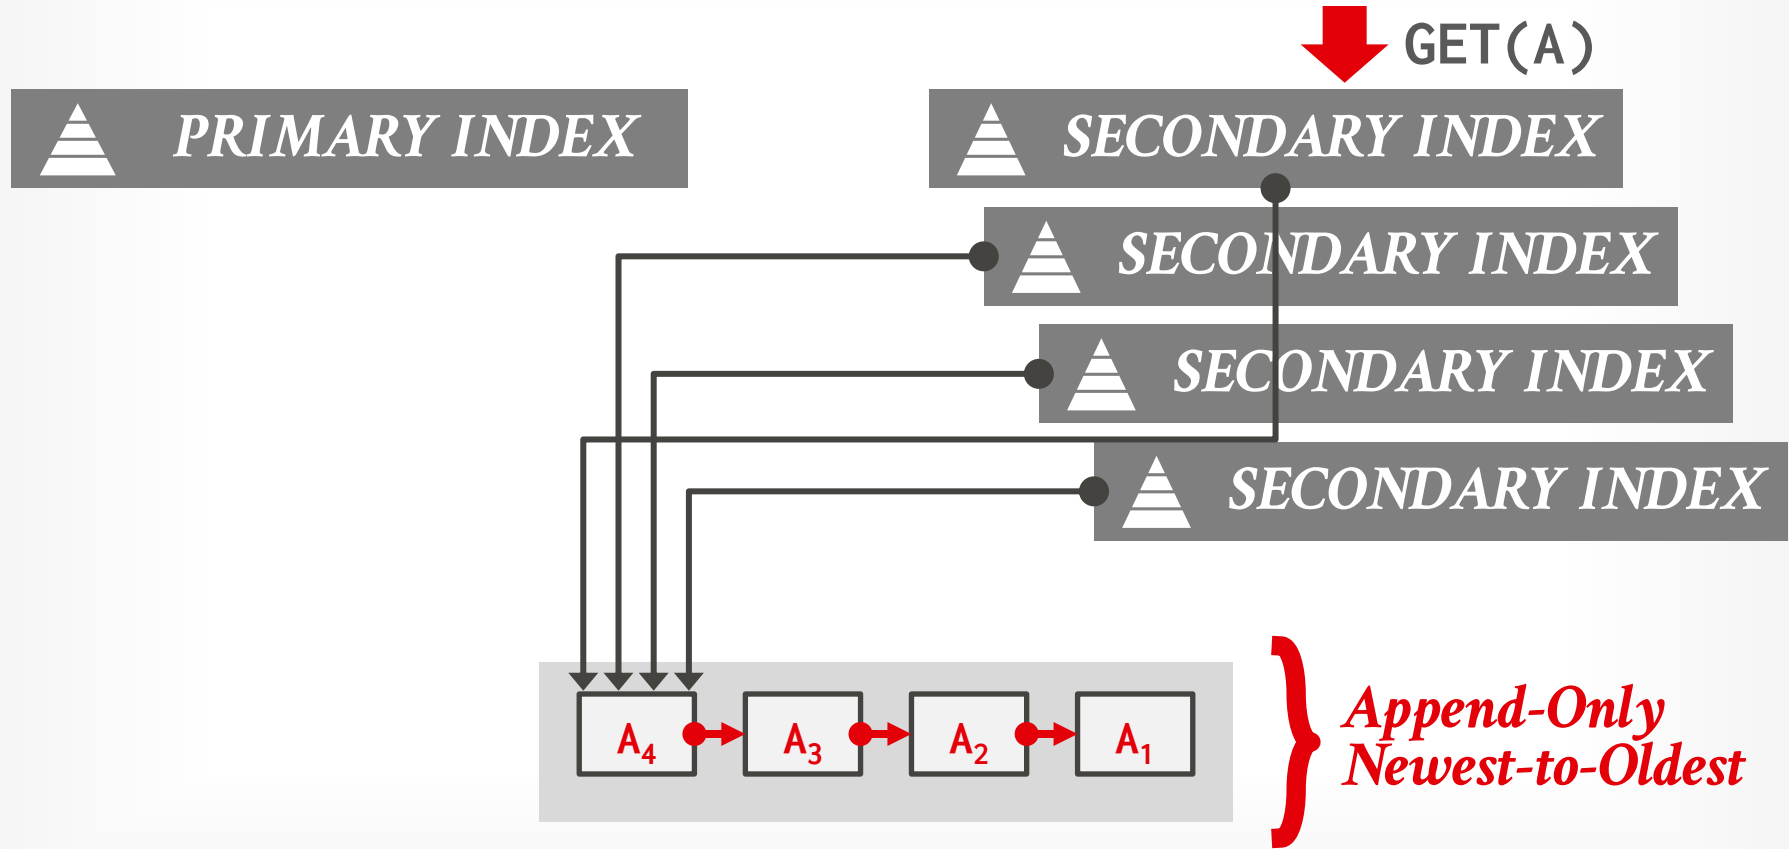 GET(A)
PRIMARY INDEX
SECONDARY INDEX
SECONDARY INDEX
SECONDARY INDEX
SECONDARY INDEX
A₄ A₃ A₂ A₁
Append-Only
Newest-to-Oldest